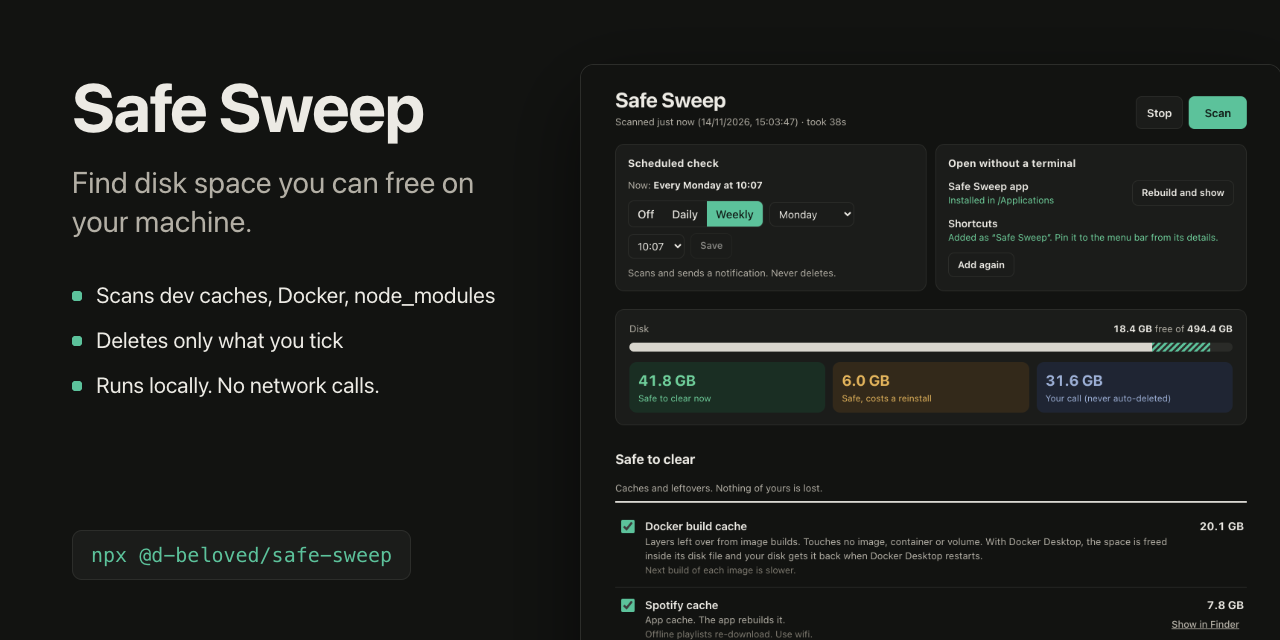 Safe Sweep
Find disk space you can free on
your machine.
Scans dev caches, Docker, node_modules
Deletes only what you tick
Runs locally. No network calls.
npx @d-beloved/safe-sweep
Safe Sweep
Scanned just now (14/11/2026, 15:03:47) · took 38s
Stop
Scan
Scheduled check
Now: Every Monday at 10:07
Off Daily Weekly Monday
10:07 Save
Scans and sends a notification. Never deletes.
Open without a terminal
Safe Sweep app
Installed in /Applications
Rebuild and show
Shortcuts
Added as “Safe Sweep”. Pin it to the menu bar from its details.
Add again
Disk
18.4 GB free of 494.4 GB
41.8 GB
Safe to clear now
6.0 GB
Safe, costs a reinstall
31.6 GB
Your call (never auto-deleted)
Safe to clear
Caches and leftovers. Nothing of yours is lost.
Docker build cache
20.1 GB
Layers left over from image builds. Touches no image, container or volume. With Docker Desktop, the space is freed
inside its disk file and your disk gets it back when Docker Desktop restarts.
Next build of each image is slower.
Spotify cache
7.8 GB
App cache. The app rebuilds it.
Show in Finder
Offline playlists re-download. Use wifi.